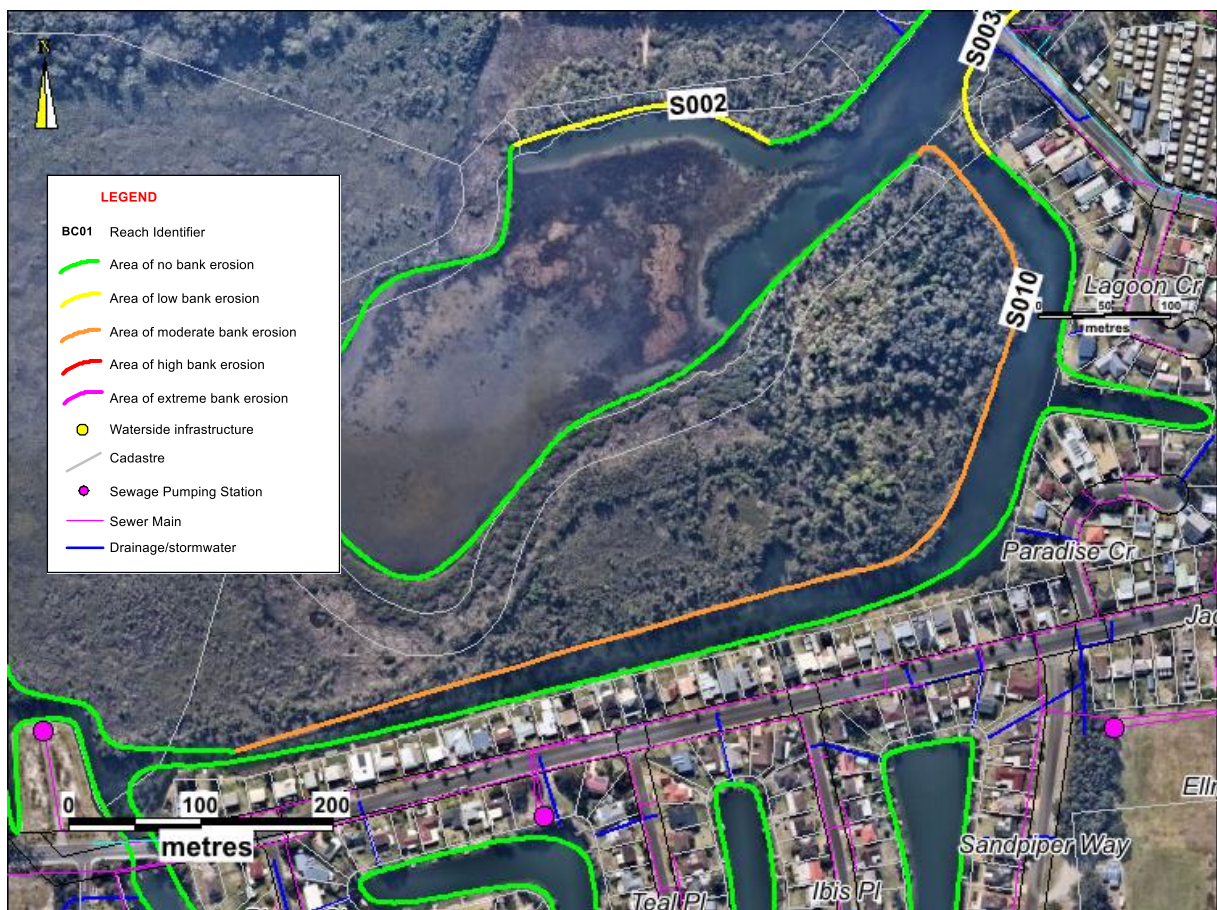 N
S003
S002
LEGEND
BC01 Reach Identifier
Area of no bank erosion
Area of low bank erosion
Area of moderate bank erosion
Area of high bank erosion
Area of extreme bank erosion
Waterside infrastructure
Cadastre
Sewage Pumping Station
Sewer Main
Drainage/stormwater
S010
Lagoon Cr
0 50 100
metres
Paradise Cr
Jac
0 100 200
metres
Ellr
Sandpiper Way
Teal Pl
Ibis Pl